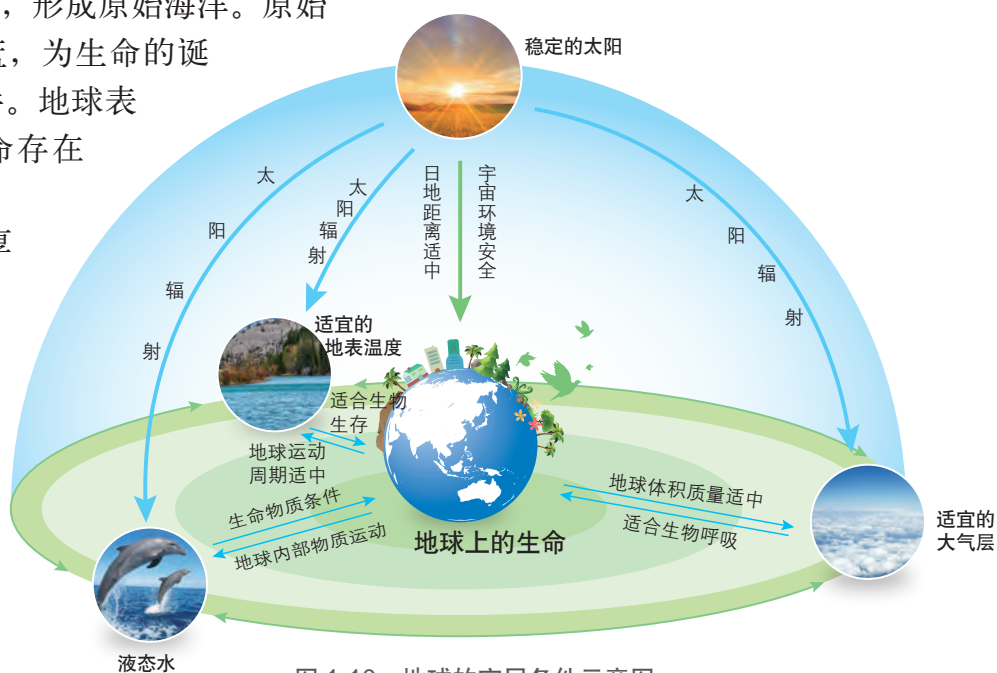 ，形成原始海洋。原始
，为生命的诞
。地球表
命存在
稳定的太阳
太阳辐射
太阳辐射
日地距离适中
宇宙环境安全
太阳辐射
适宜的
地表温度
适合生物
生存
地球运动
周期适中
生命物质条件
地球内部物质运动
地球上的生命
地球体积质量适中
适合生物呼吸
适宜的
大气层
液态水